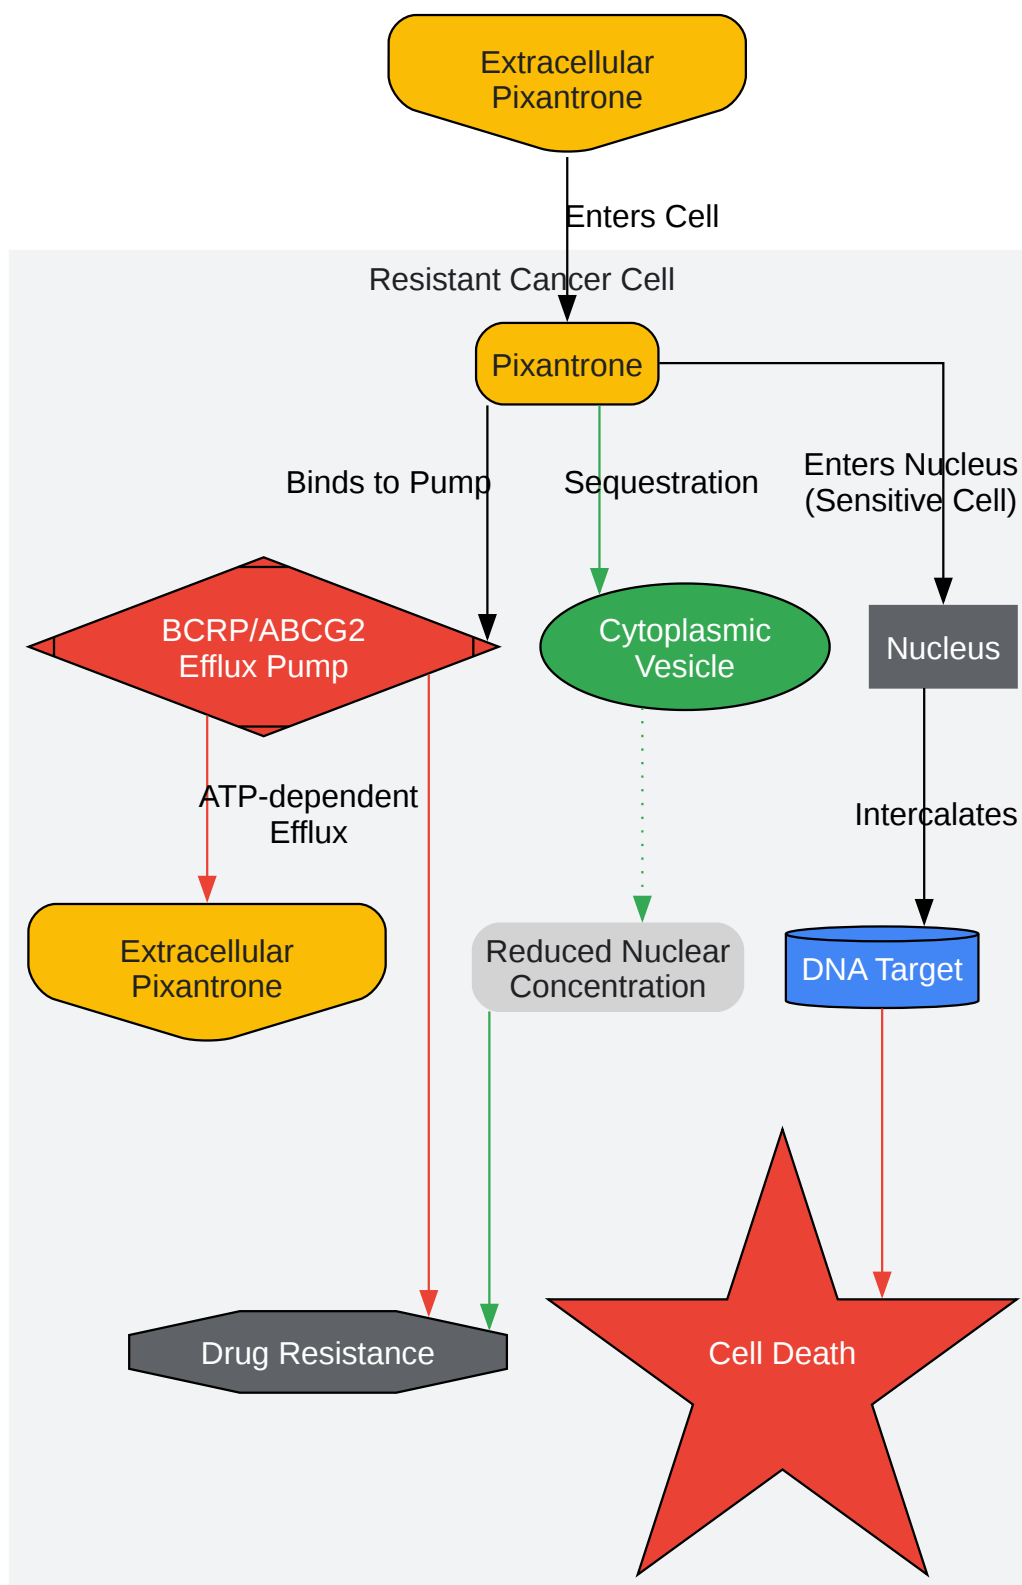 Extracellular
Pixantrone
Enters Cell
Resistant Cancer Cell
Pixantrone
Binds to Pump
Sequestration
Enters Nucleus
(Sensitive Cell)
BCRP/ABCG2
Efflux Pump
Cytoplasmic
Vesicle
Nucleus
ATP-dependent
Efflux
Intercalates
Extracellular
Pixantrone
Reduced Nuclear
Concentration
DNA Target
Drug Resistance
Cell Death